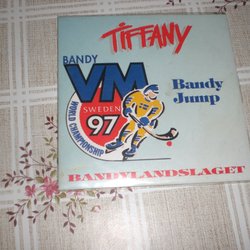 TIFFANY
BANDY
VM
SWEDEN
97
WORLD CHAMPIONSHIP
Bandy
Jump
BANDYLANDSLAGET